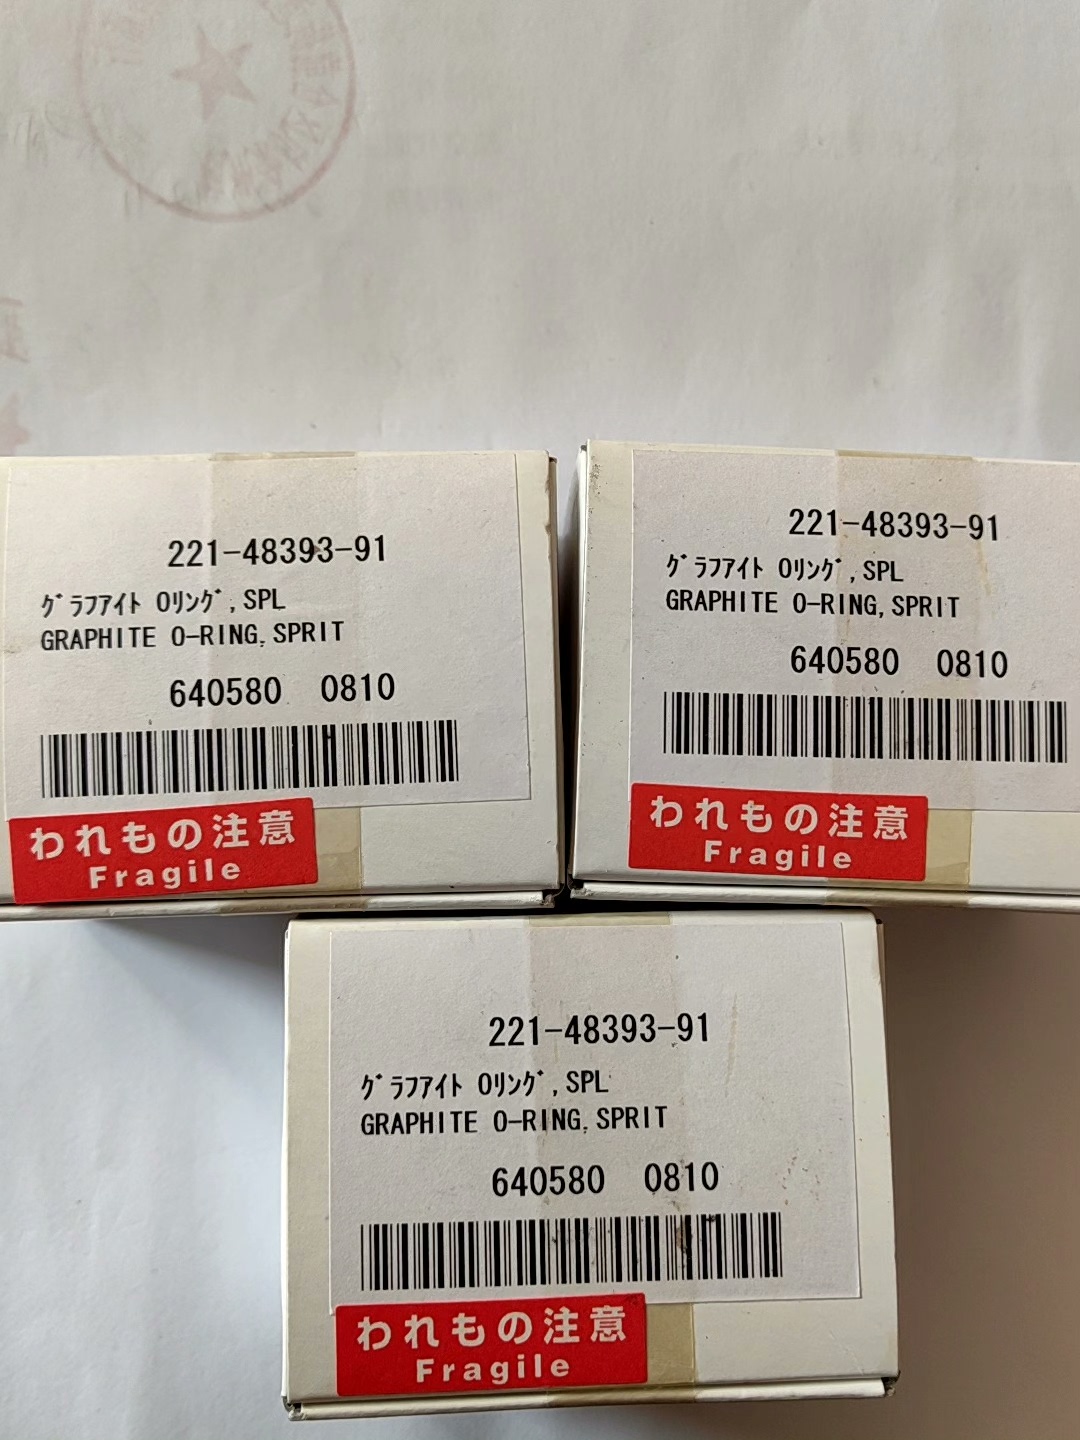 221-48393-91
ｸﾞﾗﾌｱｲﾄ Oﾘﾝｸﾞ,SPL
GRAPHITE O-RING,SPRIT
640580 0810
われもの注意
Fragile
221-48393-91
ｸﾞﾗﾌｱｲﾄ Oﾘﾝｸﾞ,SPL
GRAPHITE O-RING,SPRIT
640580 0810
われもの注意
Fragile
221-48393-91
ｸﾞﾗﾌｱｲﾄ Oﾘﾝｸﾞ,SPL
GRAPHITE O-RING,SPRIT
640580 0810
われもの注意
Fragile